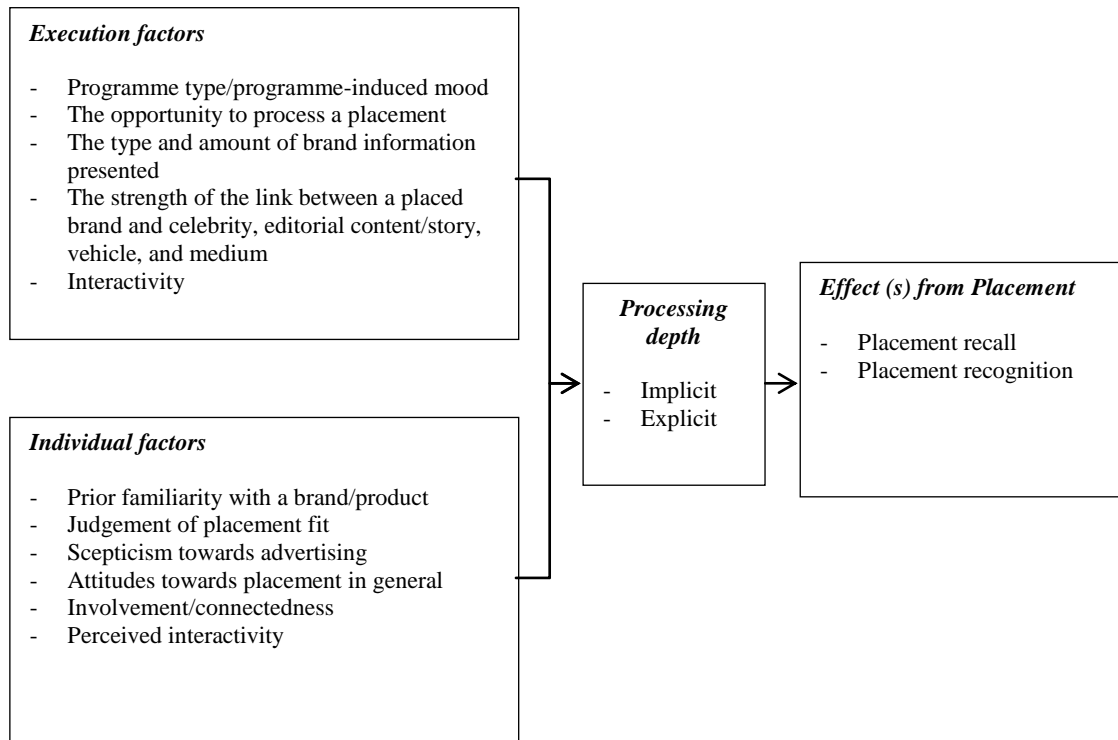 Execution factors
- Programme type/programme-induced mood
- The opportunity to process a placement
- The type and amount of brand information
presented
- The strength of the link between a placed
brand and celebrity, editorial content/story,
vehicle, and medium
- Interactivity
Individual factors
- Prior familiarity with a brand/product
- Judgement of placement fit
- Scepticism towards advertising
- Attitudes towards placement in general
- Involvement/connectedness
- Perceived interactivity
Processing
depth
- Implicit
- Explicit
Effect (s) from Placement
- Placement recall
- Placement recognition